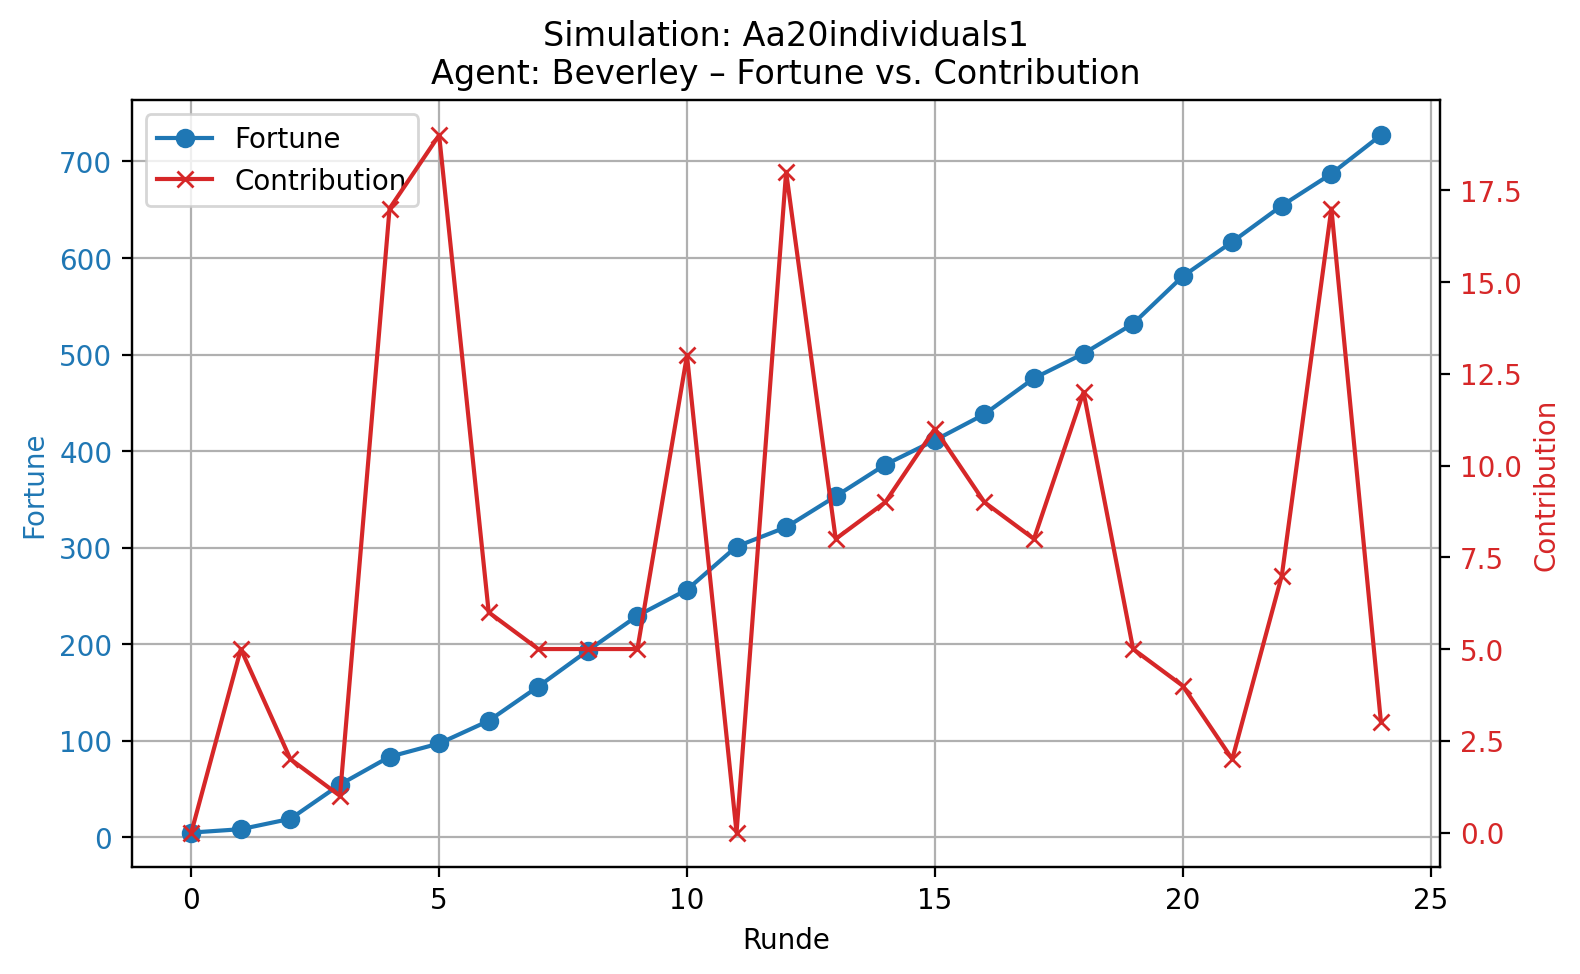 Simulation: Aa20individuals1
Agent: Beverley – Fortune vs. Contribution
Fortune
Contribution
700
600
500
400
300
200
100
0
Fortune
17.5
15.0
12.5
10.0
7.5
5.0
2.5
0.0
Contribution
0 5 10 15 20 25
Runde